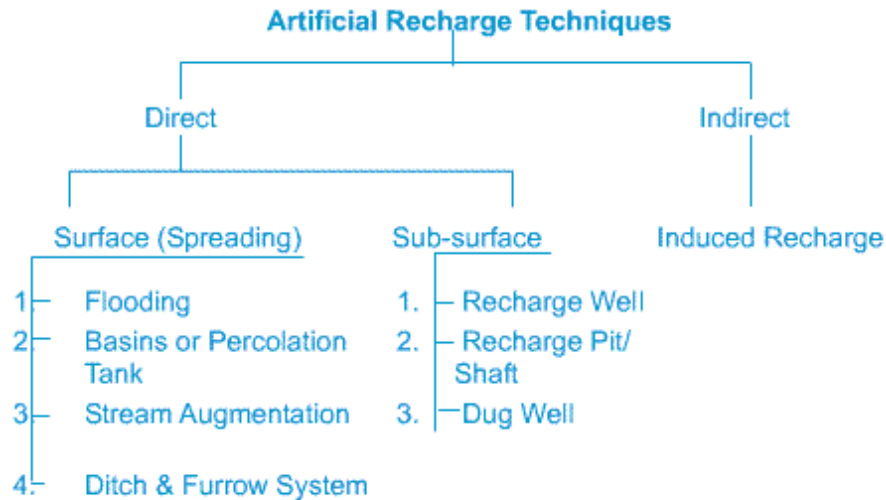 Artificial Recharge Techniques
Direct
Indirect
Surface (Spreading)
1. Flooding
2. Basins or Percolation
Tank
3. Stream Augmentation
4. Ditch & Furrow System
Sub-surface
1. Recharge Well
2. Recharge Pit/
Shaft
3. Dug Well
Induced Recharge